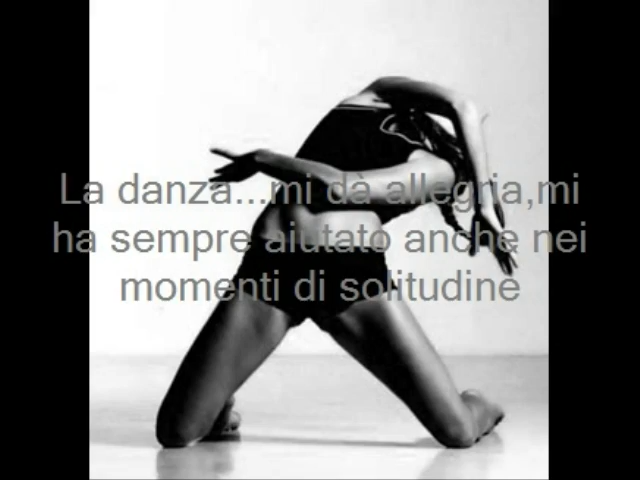 La danza...mi dà allegria,mi
ha sempre aiutato anche nei
momenti di solitudine